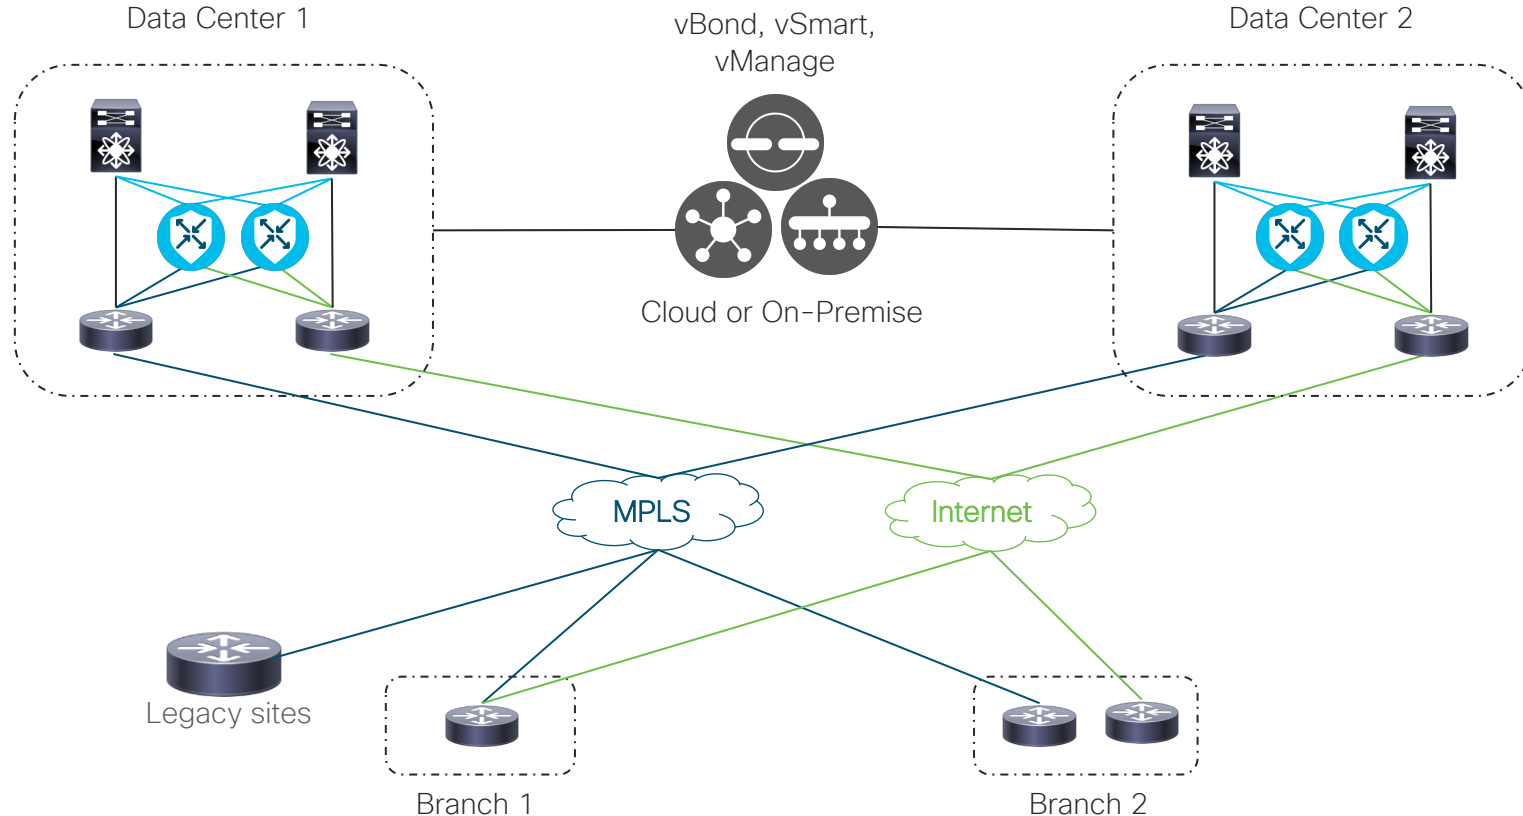 Data Center 1
vBond, vSmart,
vManage
Data Center 2
Cloud or On-Premise
MPLS
Internet
Legacy sites
Branch 1
Branch 2